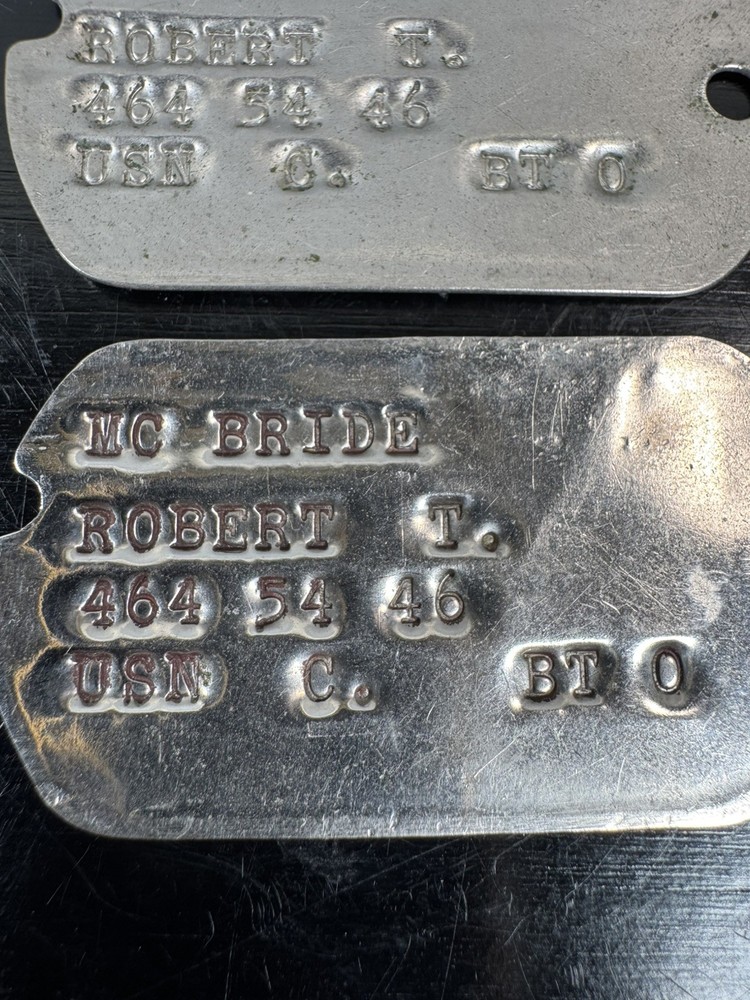 ROBERT T.
464 54 46
USN C. BT O
MC BRIDE
ROBERT T.
464 54 46
USN C. BT O